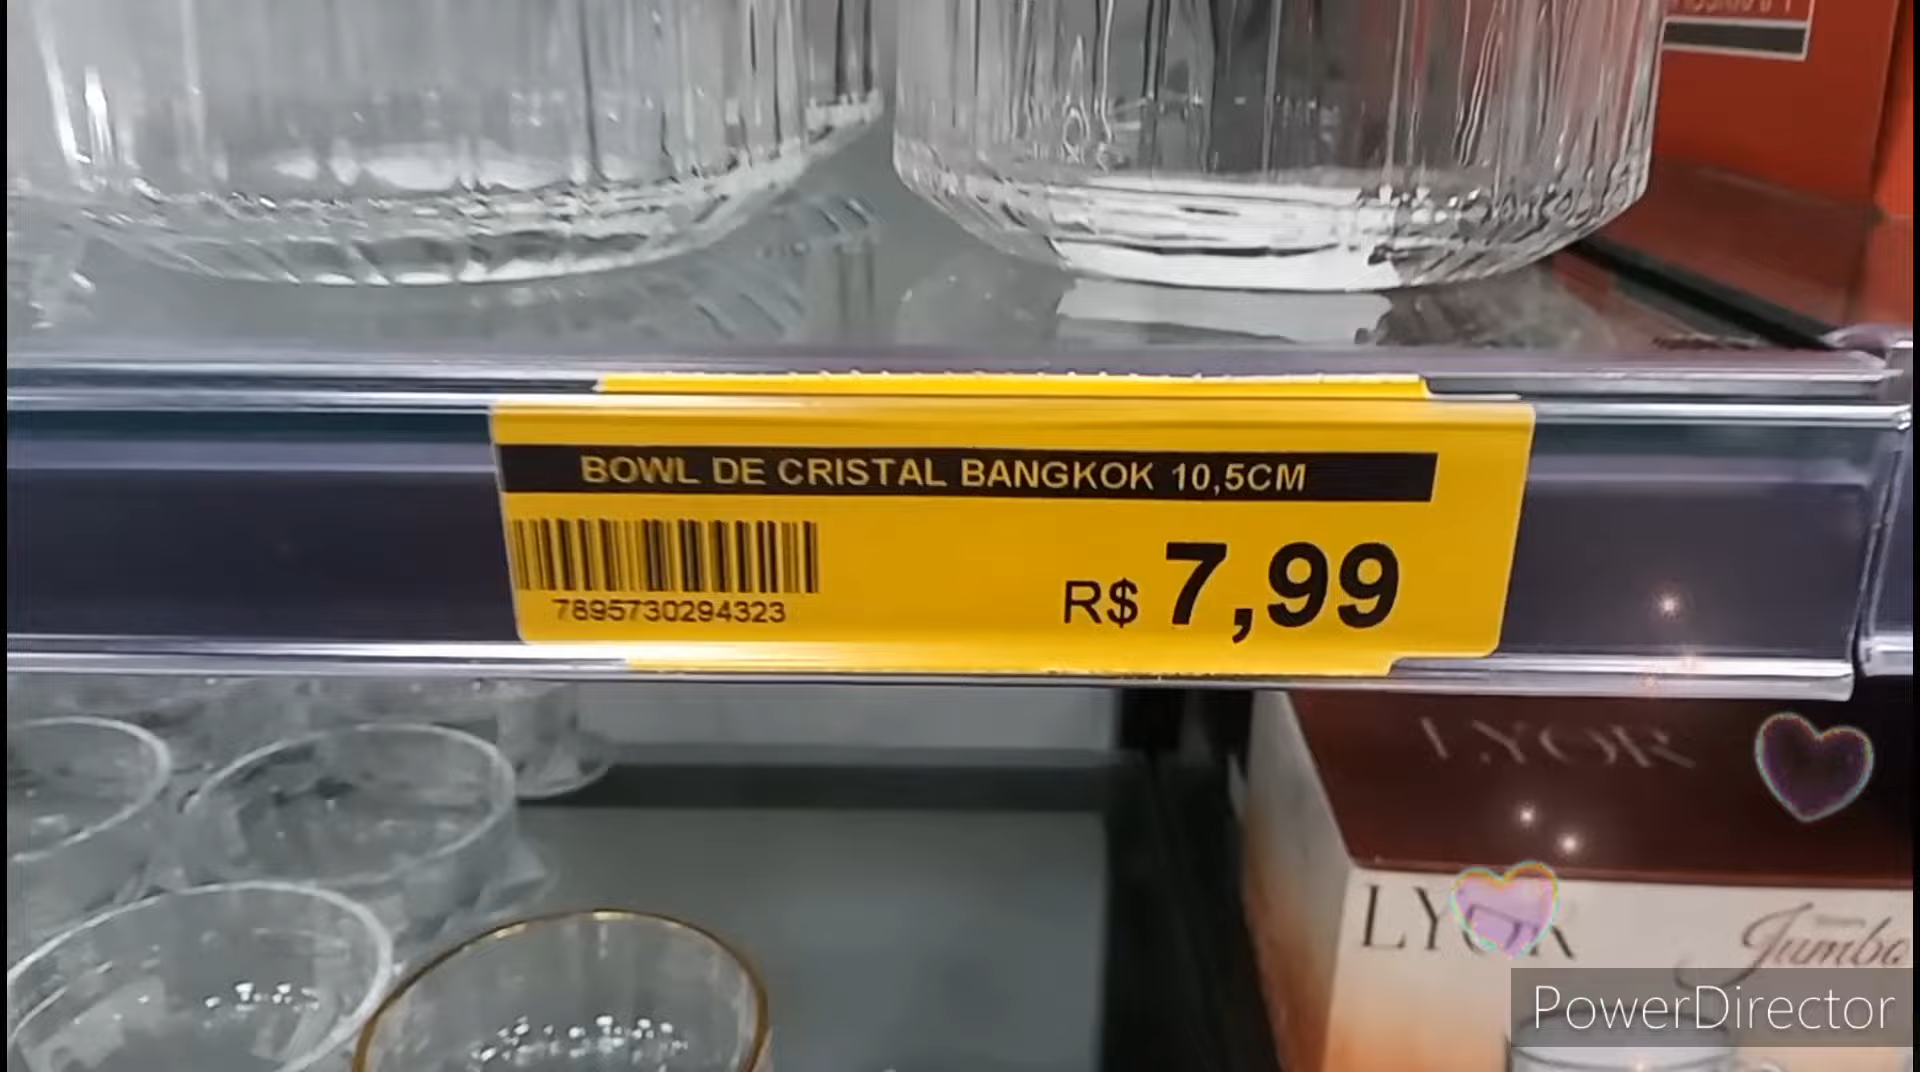 BOWL DE CRISTAL BANGKOK 10,5CM
7895730294323
R$ 7,99
LYOR
LYOR
Jumbo
PowerDirector